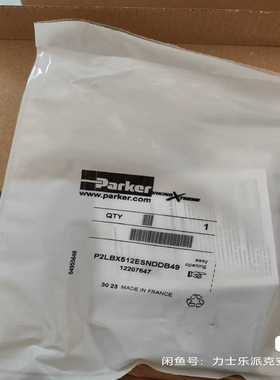 Parker
www.parker.com
QTY 1
P2LBX512ESNDDB49
12207647
30 23 MADE IN FRANCE
闲鱼号：力士乐派克安